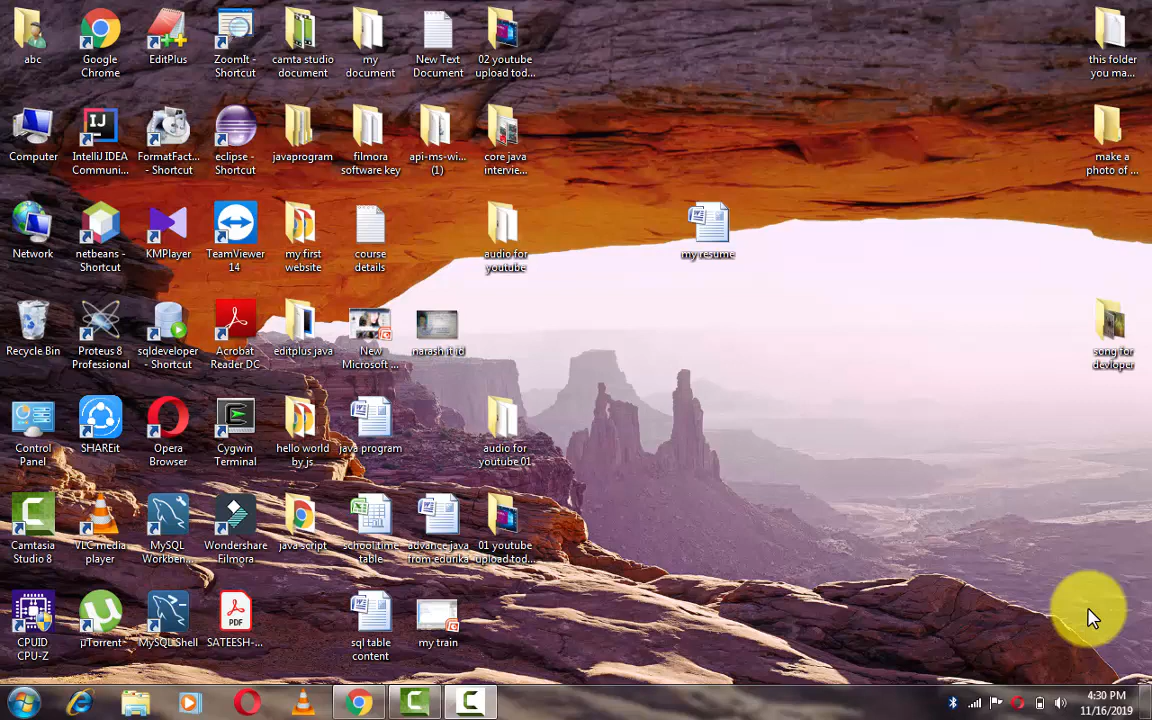 abc
Google
Chrome
EditPlus
ZoomIt -
Shortcut
camta studio
document
my
document
New Text
Document
02 youtube
upload tod...
this folder
you ma...
Computer
IJ
IntelliJ IDEA
Communi...
FormatFact...
- Shortcut
eclipse -
Shortcut
javaprogram
filmora
software key
api-ms-wi...
(1)
core java
intervie...
make a
photo of ...
Network
netbeans -
Shortcut
KMPlayer
TeamViewer
14
my first
website
course
details
audio for
youtube
my resume
Recycle Bin
Proteus 8
Professional
sqldeveloper
- Shortcut
Acrobat
Reader DC
editplus java
New
Microsoft ...
narash it id
song for
devloper
Control
Panel
SHAREit
Opera
Browser
Cygwin
Terminal
hello world
by js
java program
audio for
youtube 01
Camtasia
Studio 8
VLC media
player
MySQL
Workben...
Wondershare
Filmora
java script
school time
table
advance java
from edurika
01 youtube
upload tod...
CPUID
CPU-Z
µTorrent
MySQLShell
PDF
SATEESH-...
sql table
content
my train
4:30 PM
11/16/2019